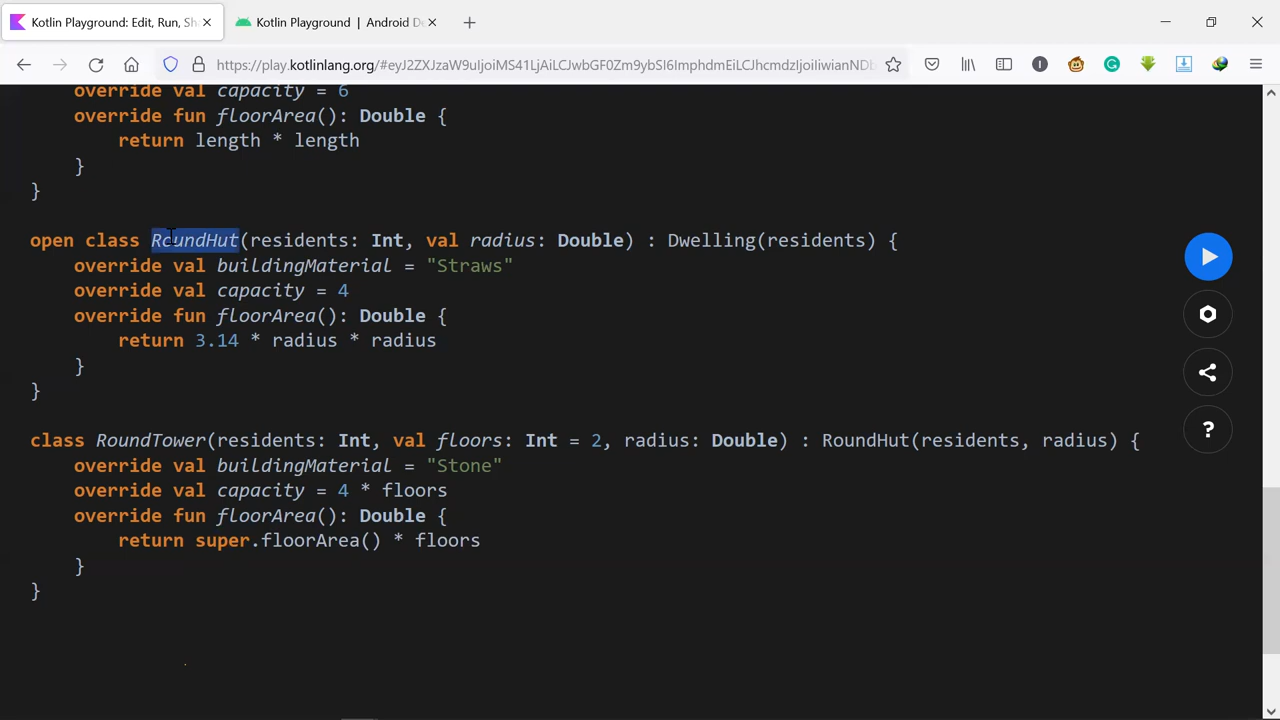 Kotlin Playground: Edit, Run, Sh
Kotlin Playground | Android De
https://play.kotlinlang.org/#eyJ2ZXJzaW9uIjoiMS41LjAiLCJwbGF0Zm9ybSI6ImphdmEiLCJhcmdzIjoiIiwianNDb
override val capacity = 6
override fun floorArea(): Double {
return length * length
}
}
open class RoundHut(residents: Int, val radius: Double) : Dwelling(residents) {
override val buildingMaterial = "Straws"
override val capacity = 4
override fun floorArea(): Double {
return 3.14 * radius * radius
}
}
class RoundTower(residents: Int, val floors: Int = 2, radius: Double) : RoundHut(residents, radius) {
override val buildingMaterial = "Stone"
override val capacity = 4 * floors
override fun floorArea(): Double {
return super.floorArea() * floors
}
}